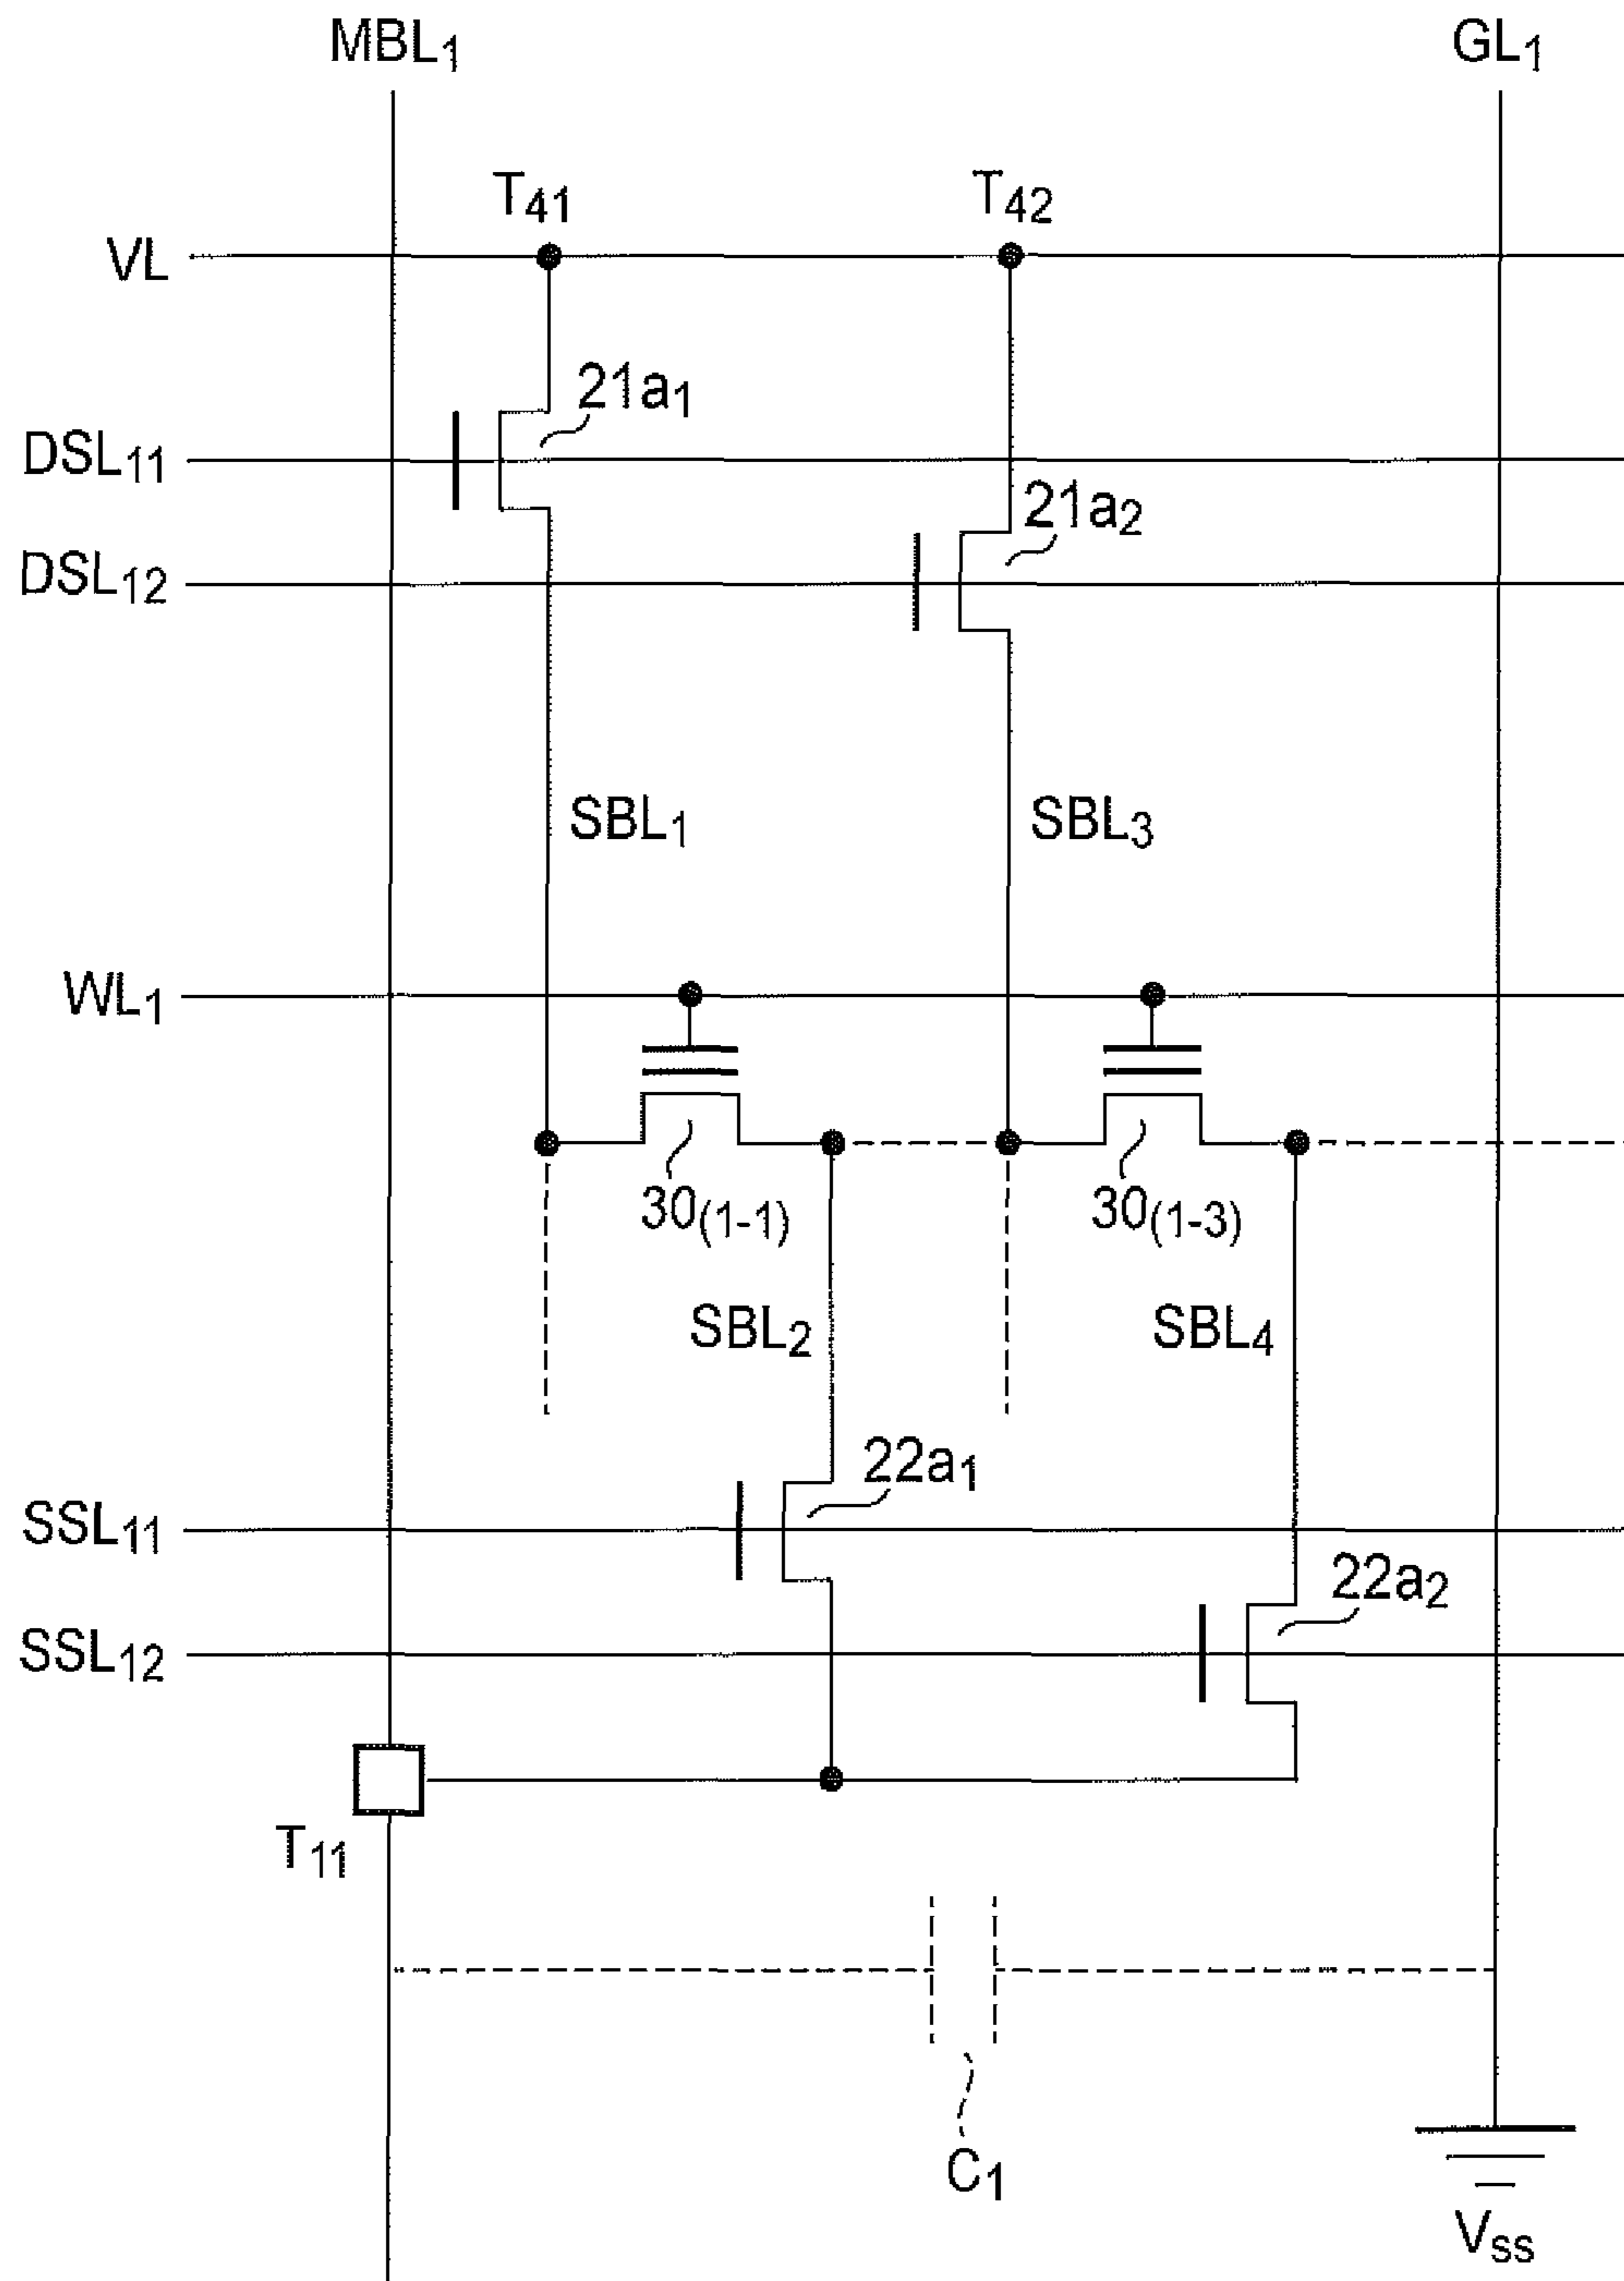 MBL₁ GL₁
T₄₁ T₄₂
VL
21a₁
DSL₁₁
21a₂
DSL₁₂
SBL₁ SBL₃
WL₁
30₍₁₋₁₎ 30₍₁₋₃₎
SBL₂ SBL₄
22a₁
SSL₁₁
22a₂
SSL₁₂
T₁₁
C₁
Vss